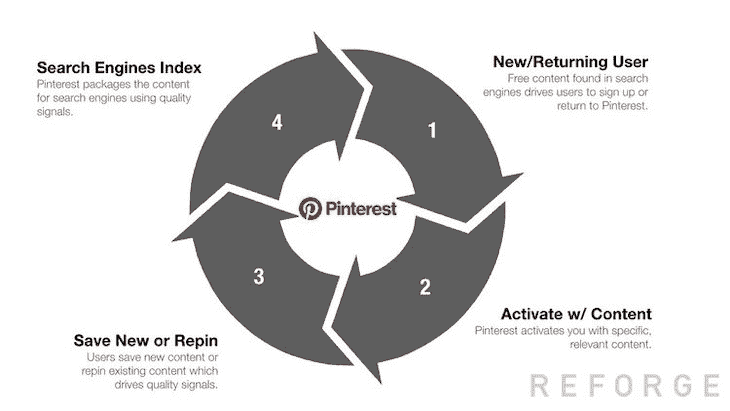 Search Engines Index
Pinterest packages the content
for search engines using quality
signals.
New/Returning User
Free content found in search
engines drives users to sign up or
return to Pinterest.
4
1
Pinterest
3
2
Save New or Repin
Users save new content or
repin existing content which
drives quality signals.
Activate w/ Content
Pinterest activates you with specific,
relevant content.
REFORGE